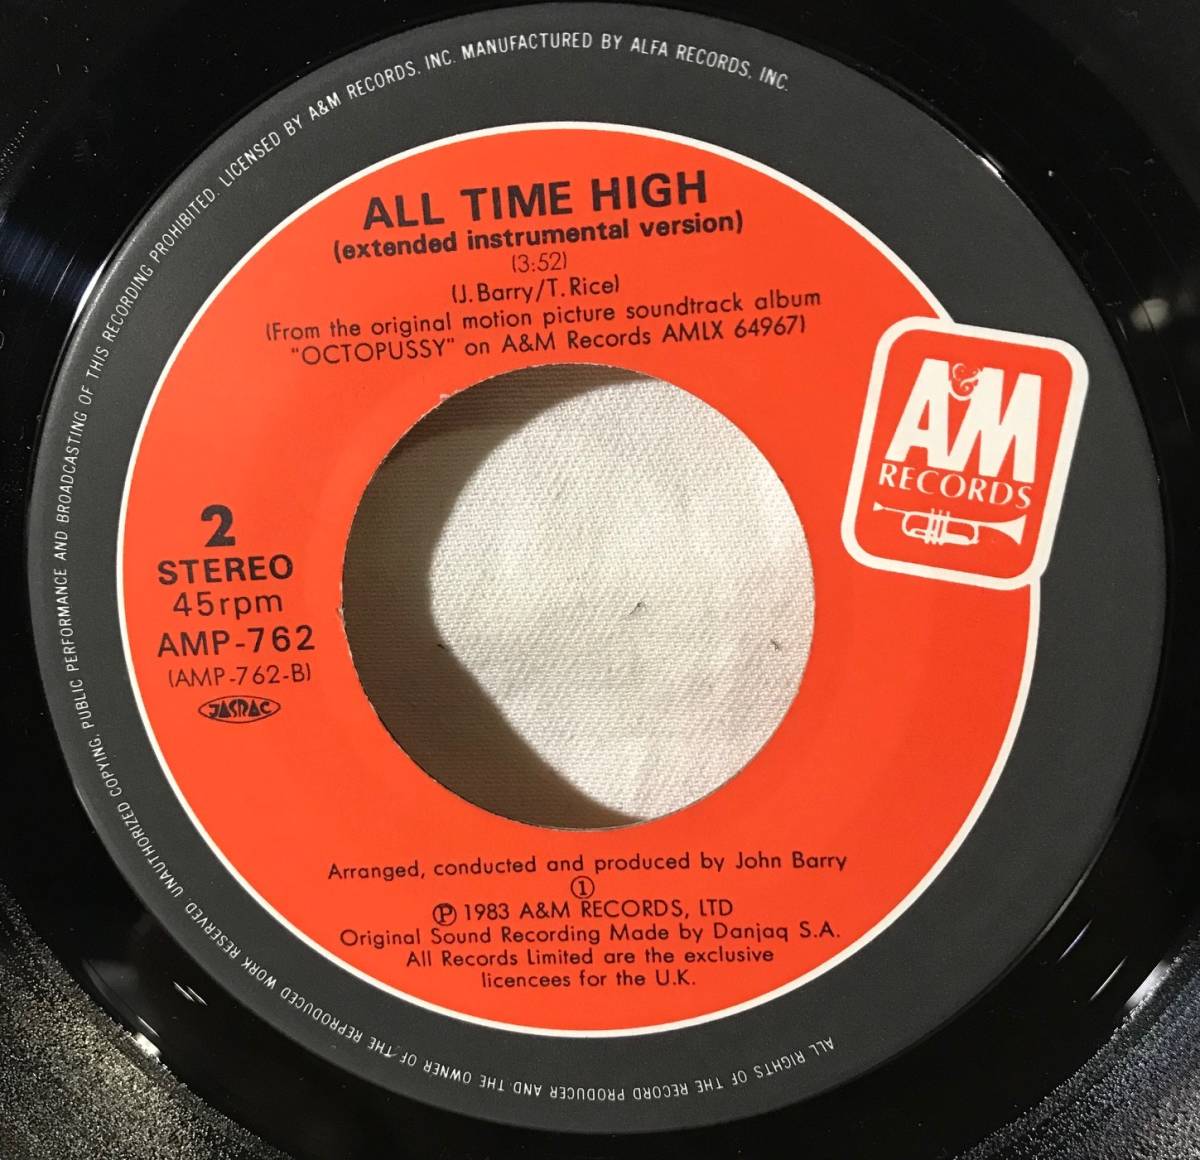 ALL TIME HIGH
(extended instrumental version)
(3:52)
(J. Barry/T. Rice)
(From the original motion picture soundtrack album
"OCTOPUSSY" on A&M Records AMLX 64967)
A&M
RECORDS
2
STEREO
45rpm
AMP-762
(AMP-762-B)
JASRAC
Arranged, conducted and produced by John Barry
①
Ⓟ 1983 A&M RECORDS, LTD
Original Sound Recording Made by Danjaq S.A.
All Records Limited are the exclusive
licencees for the U.K.
ALL RIGHTS OF THE RECORD PRODUCER AND THE OWNER OF THE REPRODUCED WORK RESERVED. UNAUTHORIZED COPYING, PUBLIC PERFORMANCE AND BROADCASTING OF THIS RECORDING PROHIBITED. LICENSED BY A&M RECORDS, INC. MANUFACTURED BY ALFA RECORDS, INC.